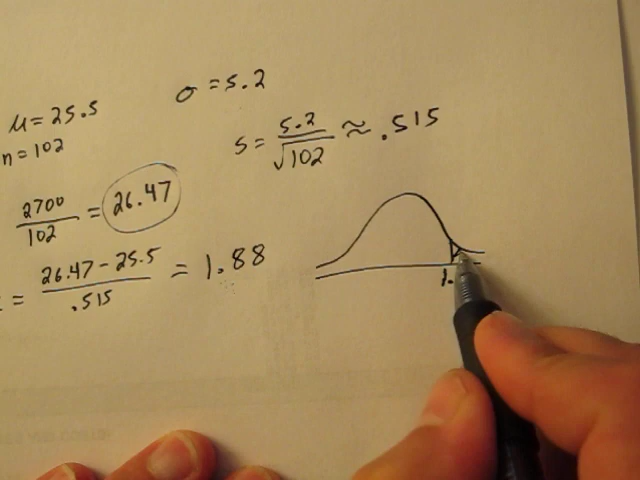 σ = 5.2
μ = 25.5
n = 102
s = 5.2 / √102 ≈ .515
2700 / 102 = 26.47
= 26.47 - 25.5 / .515 = 1.88
1.